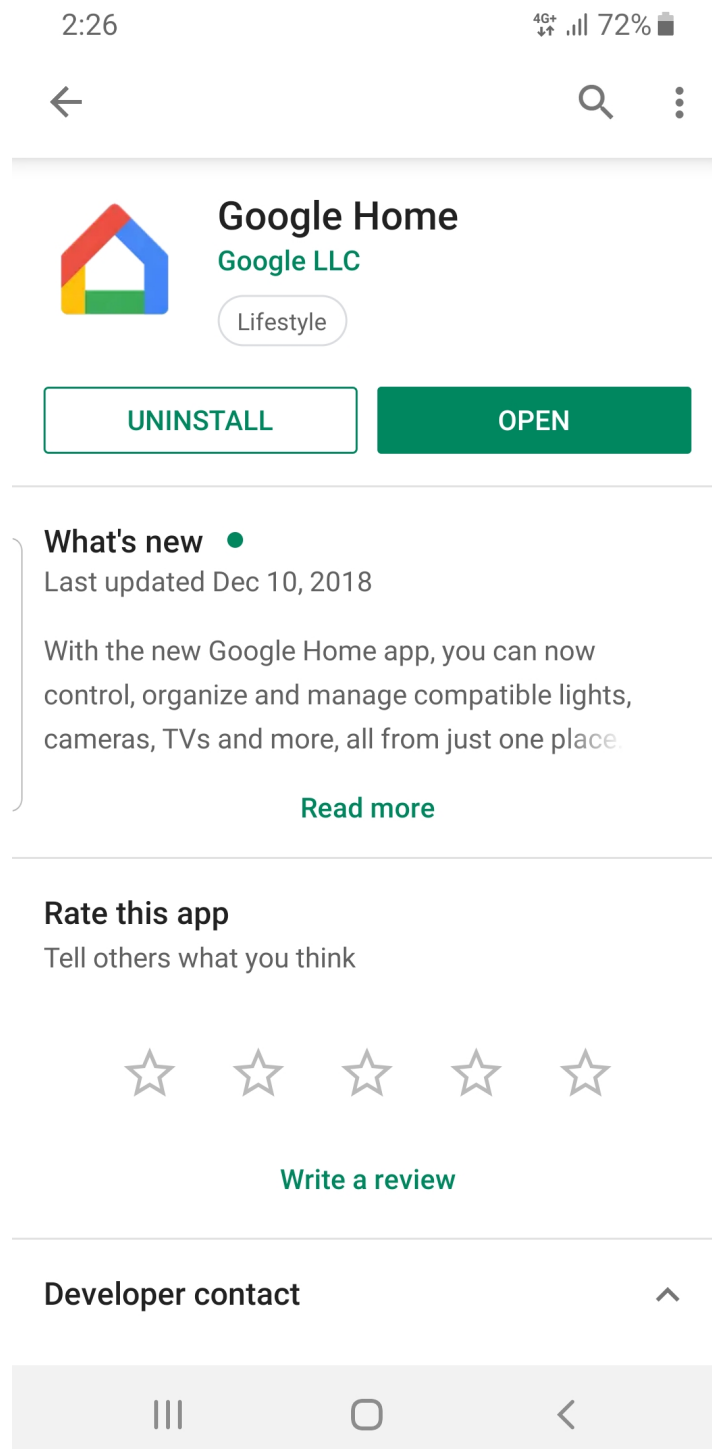 2:26 4G+ 72%
Google Home
Google LLC
Lifestyle
UNINSTALL OPEN
What's new
Last updated Dec 10, 2018
With the new Google Home app, you can now
control, organize and manage compatible lights,
cameras, TVs and more, all from just one place.
Read more
Rate this app
Tell others what you think
Write a review
Developer contact